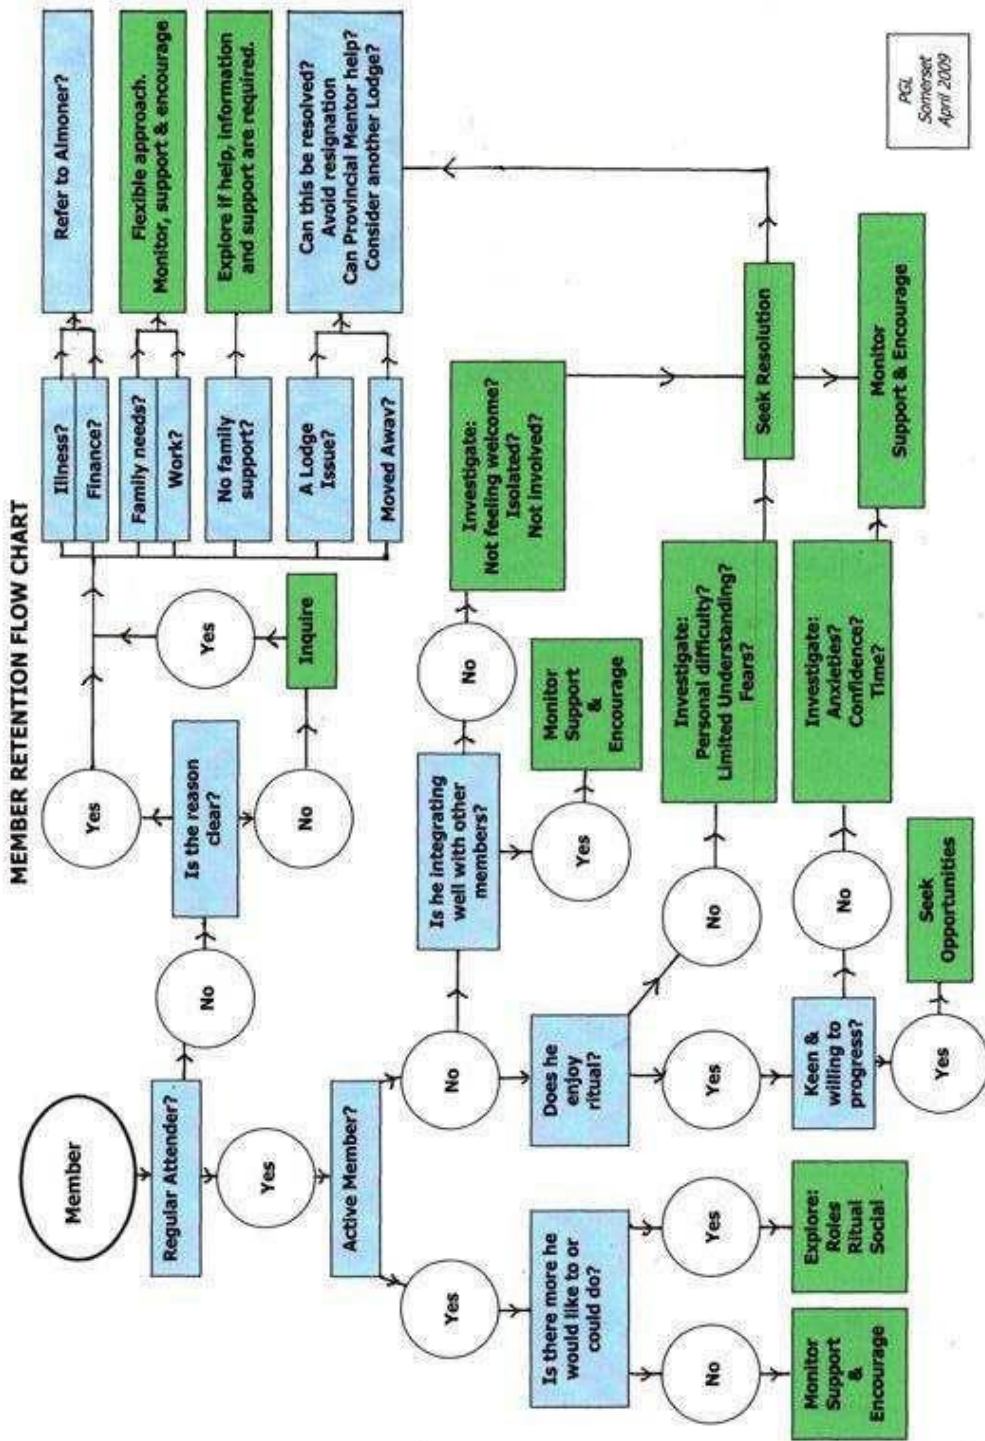 MEMBER RETENTION FLOW CHART
Member
Regular Attender?
No
Is the reason
clear?
Yes
No
Inquire
Yes
Illness?
Finance?
Refer to Almoner?
Family needs?
Work?
Flexible approach.
Monitor, support & encourage
No family
support?
Explore if help, information
and support are required.
A Lodge
Issue?
Moved Away?
Can this be resolved?
Avoid resignation
Can Provincial Mentor help?
Consider another Lodge?
Yes
Active Member?
No
Is he integrating
well with other
members?
No
Investigate:
Not feeling welcome?
Isolated?
Not involved?
Yes
Monitor
Support
&
Encourage
Does he
enjoy
ritual?
No
Investigate:
Personal difficulty?
Limited Understanding?
Fears?
Seek Resolution
Yes
Keen &
willing to
progress?
No
Investigate:
Anxieties?
Confidence?
Time?
Monitor
Support & Encourage
Yes
Seek
Opportunities
Yes
Is there more he
would like to or
could do?
Yes
Explore:
Roles
Ritual
Social
No
Monitor
Support
&
Encourage
PGL
Somerset
April 2009